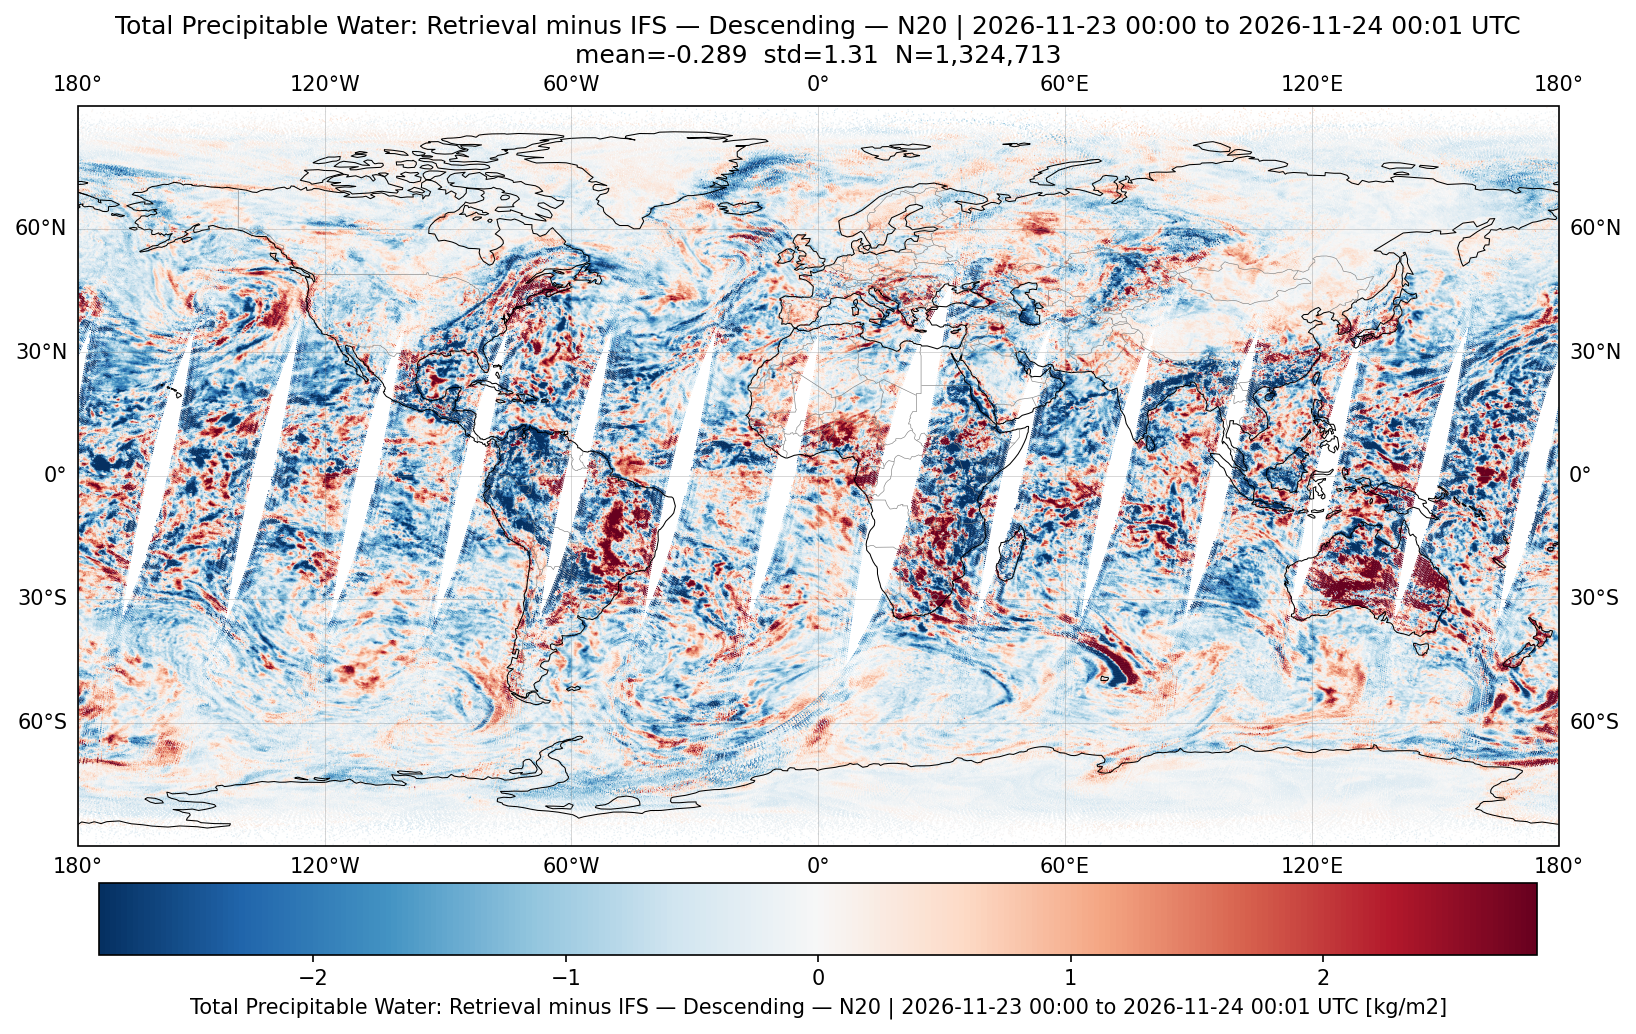 Total Precipitable Water: Retrieval minus IFS — Descending — N20 | 2026-11-23 00:00 to 2026-11-24 00:01 UTC
mean=-0.289 std=1.31 N=1,324,713
180° 120°W 60°W 0° 60°E 120°E 180°
60°N 60°N
30°N 30°N
0° 0°
30°S 30°S
60°S 60°S
180° 120°W 60°W 0° 60°E 120°E 180°
−2 −1 0 1 2
Total Precipitable Water: Retrieval minus IFS — Descending — N20 | 2026-11-23 00:00 to 2026-11-24 00:01 UTC [kg/m2]